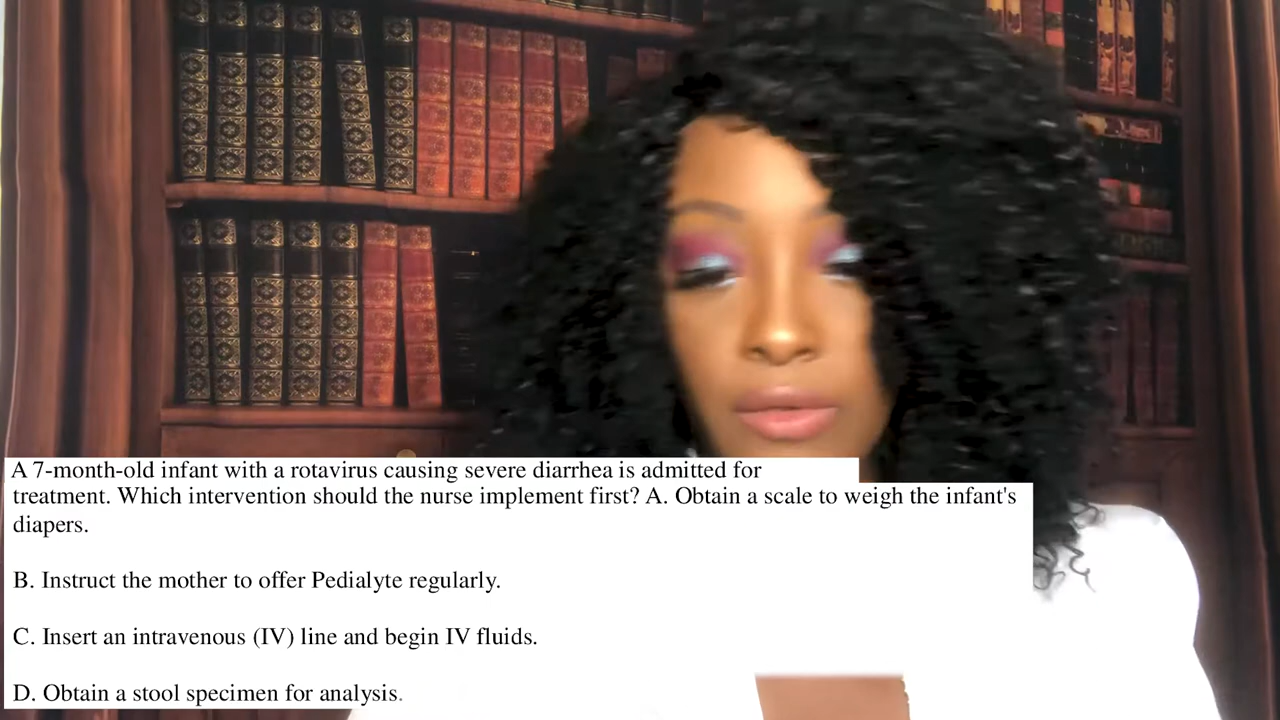 A 7-month-old infant with a rotavirus causing severe diarrhea is admitted for
treatment. Which intervention should the nurse implement first? A. Obtain a scale to weigh the infant's
diapers.
B. Instruct the mother to offer Pedialyte regularly.
C. Insert an intravenous (IV) line and begin IV fluids.
D. Obtain a stool specimen for analysis.